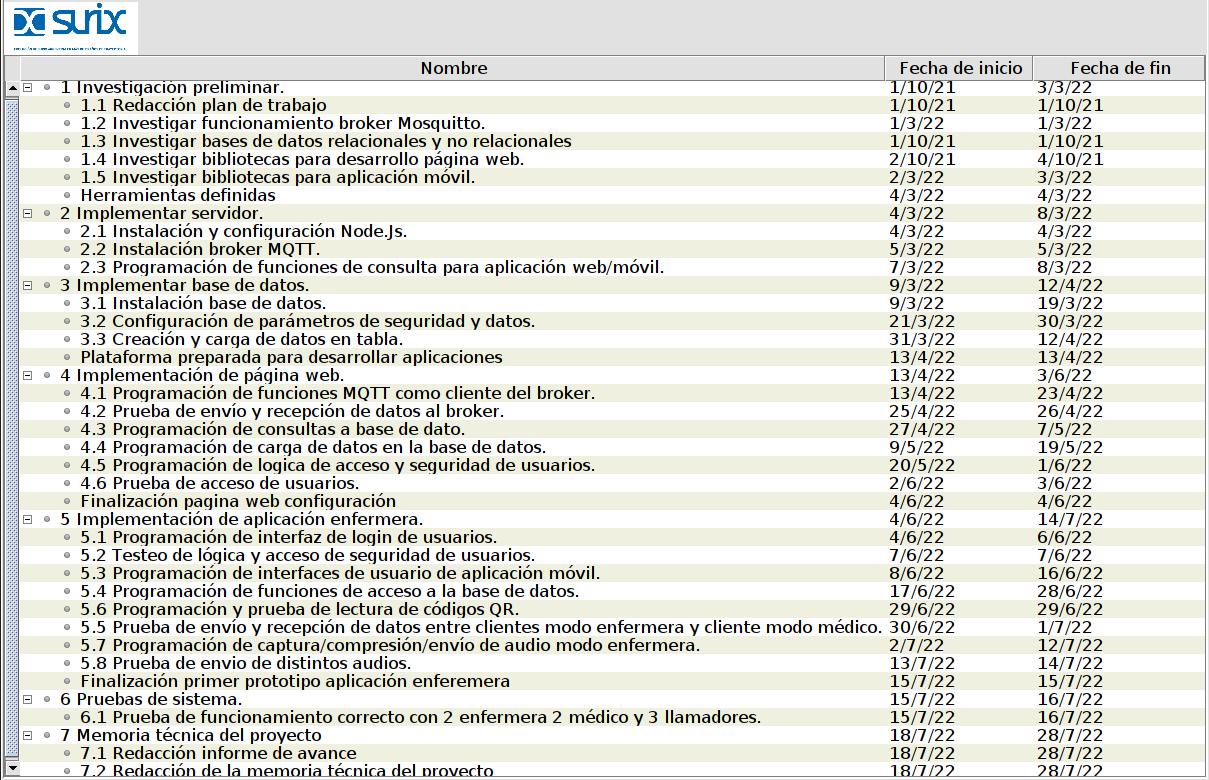 surix
Nombre Fecha de inicio Fecha de fin
1 Investigación preliminar. 1/10/21 3/3/22
1.1 Redacción plan de trabajo 1/10/21 1/10/21
1.2 Investigar funcionamiento broker Mosquitto. 1/3/22 1/3/22
1.3 Investigar bases de datos relacionales y no relacionales 1/10/21 1/10/21
1.4 Investigar bibliotecas para desarrollo página web. 2/10/21 4/10/21
1.5 Investigar bibliotecas para aplicación móvil. 2/3/22 3/3/22
Herramientas definidas 4/3/22 4/3/22
2 Implementar servidor. 4/3/22 8/3/22
2.1 Instalación y configuración Node.Js. 4/3/22 4/3/22
2.2 Instalación broker MQTT. 5/3/22 5/3/22
2.3 Programación de funciones de consulta para aplicación web/móvil. 7/3/22 8/3/22
3 Implementar base de datos. 9/3/22 12/4/22
3.1 Instalación base de datos. 9/3/22 19/3/22
3.2 Configuración de parámetros de seguridad y datos. 21/3/22 30/3/22
3.3 Creación y carga de datos en tabla. 31/3/22 12/4/22
Plataforma preparada para desarrollar aplicaciones 13/4/22 13/4/22
4 Implementación de página web. 13/4/22 3/6/22
4.1 Programación de funciones MQTT como cliente del broker. 13/4/22 23/4/22
4.2 Prueba de envío y recepción de datos al broker. 25/4/22 26/4/22
4.3 Programación de consultas a base de dato. 27/4/22 7/5/22
4.4 Programación de carga de datos en la base de datos. 9/5/22 19/5/22
4.5 Programación de logica de acceso y seguridad de usuarios. 20/5/22 1/6/22
4.6 Prueba de acceso de usuarios. 2/6/22 3/6/22
Finalización pagina web configuración 4/6/22 4/6/22
5 Implementación de aplicación enfermera. 4/6/22 14/7/22
5.1 Programación de interfaz de login de usuarios. 4/6/22 6/6/22
5.2 Testeo de lógica y acceso de seguridad de usuarios. 7/6/22 7/6/22
5.3 Programación de interfaces de usuario de aplicación móvil. 8/6/22 16/6/22
5.4 Programación de funciones de acceso a la base de datos. 17/6/22 28/6/22
5.6 Programación y prueba de lectura de códigos QR. 29/6/22 29/6/22
5.5 Prueba de envío y recepción de datos entre clientes modo enfermera y cliente modo médico. 30/6/22 1/7/22
5.7 Programación de captura/compresión/envío de audio modo enfermera. 2/7/22 12/7/22
5.8 Prueba de envio de distintos audios. 13/7/22 14/7/22
Finalización primer prototipo aplicación enferemera 15/7/22 15/7/22
6 Pruebas de sistema. 15/7/22 16/7/22
6.1 Prueba de funcionamiento correcto con 2 enfermera 2 médico y 3 llamadores. 15/7/22 16/7/22
7 Memoria técnica del proyecto 18/7/22 28/7/22
7.1 Redacción informe de avance 18/7/22 28/7/22
7.2 Redacción de la memoria técnica del proyecto 18/7/22 28/7/22